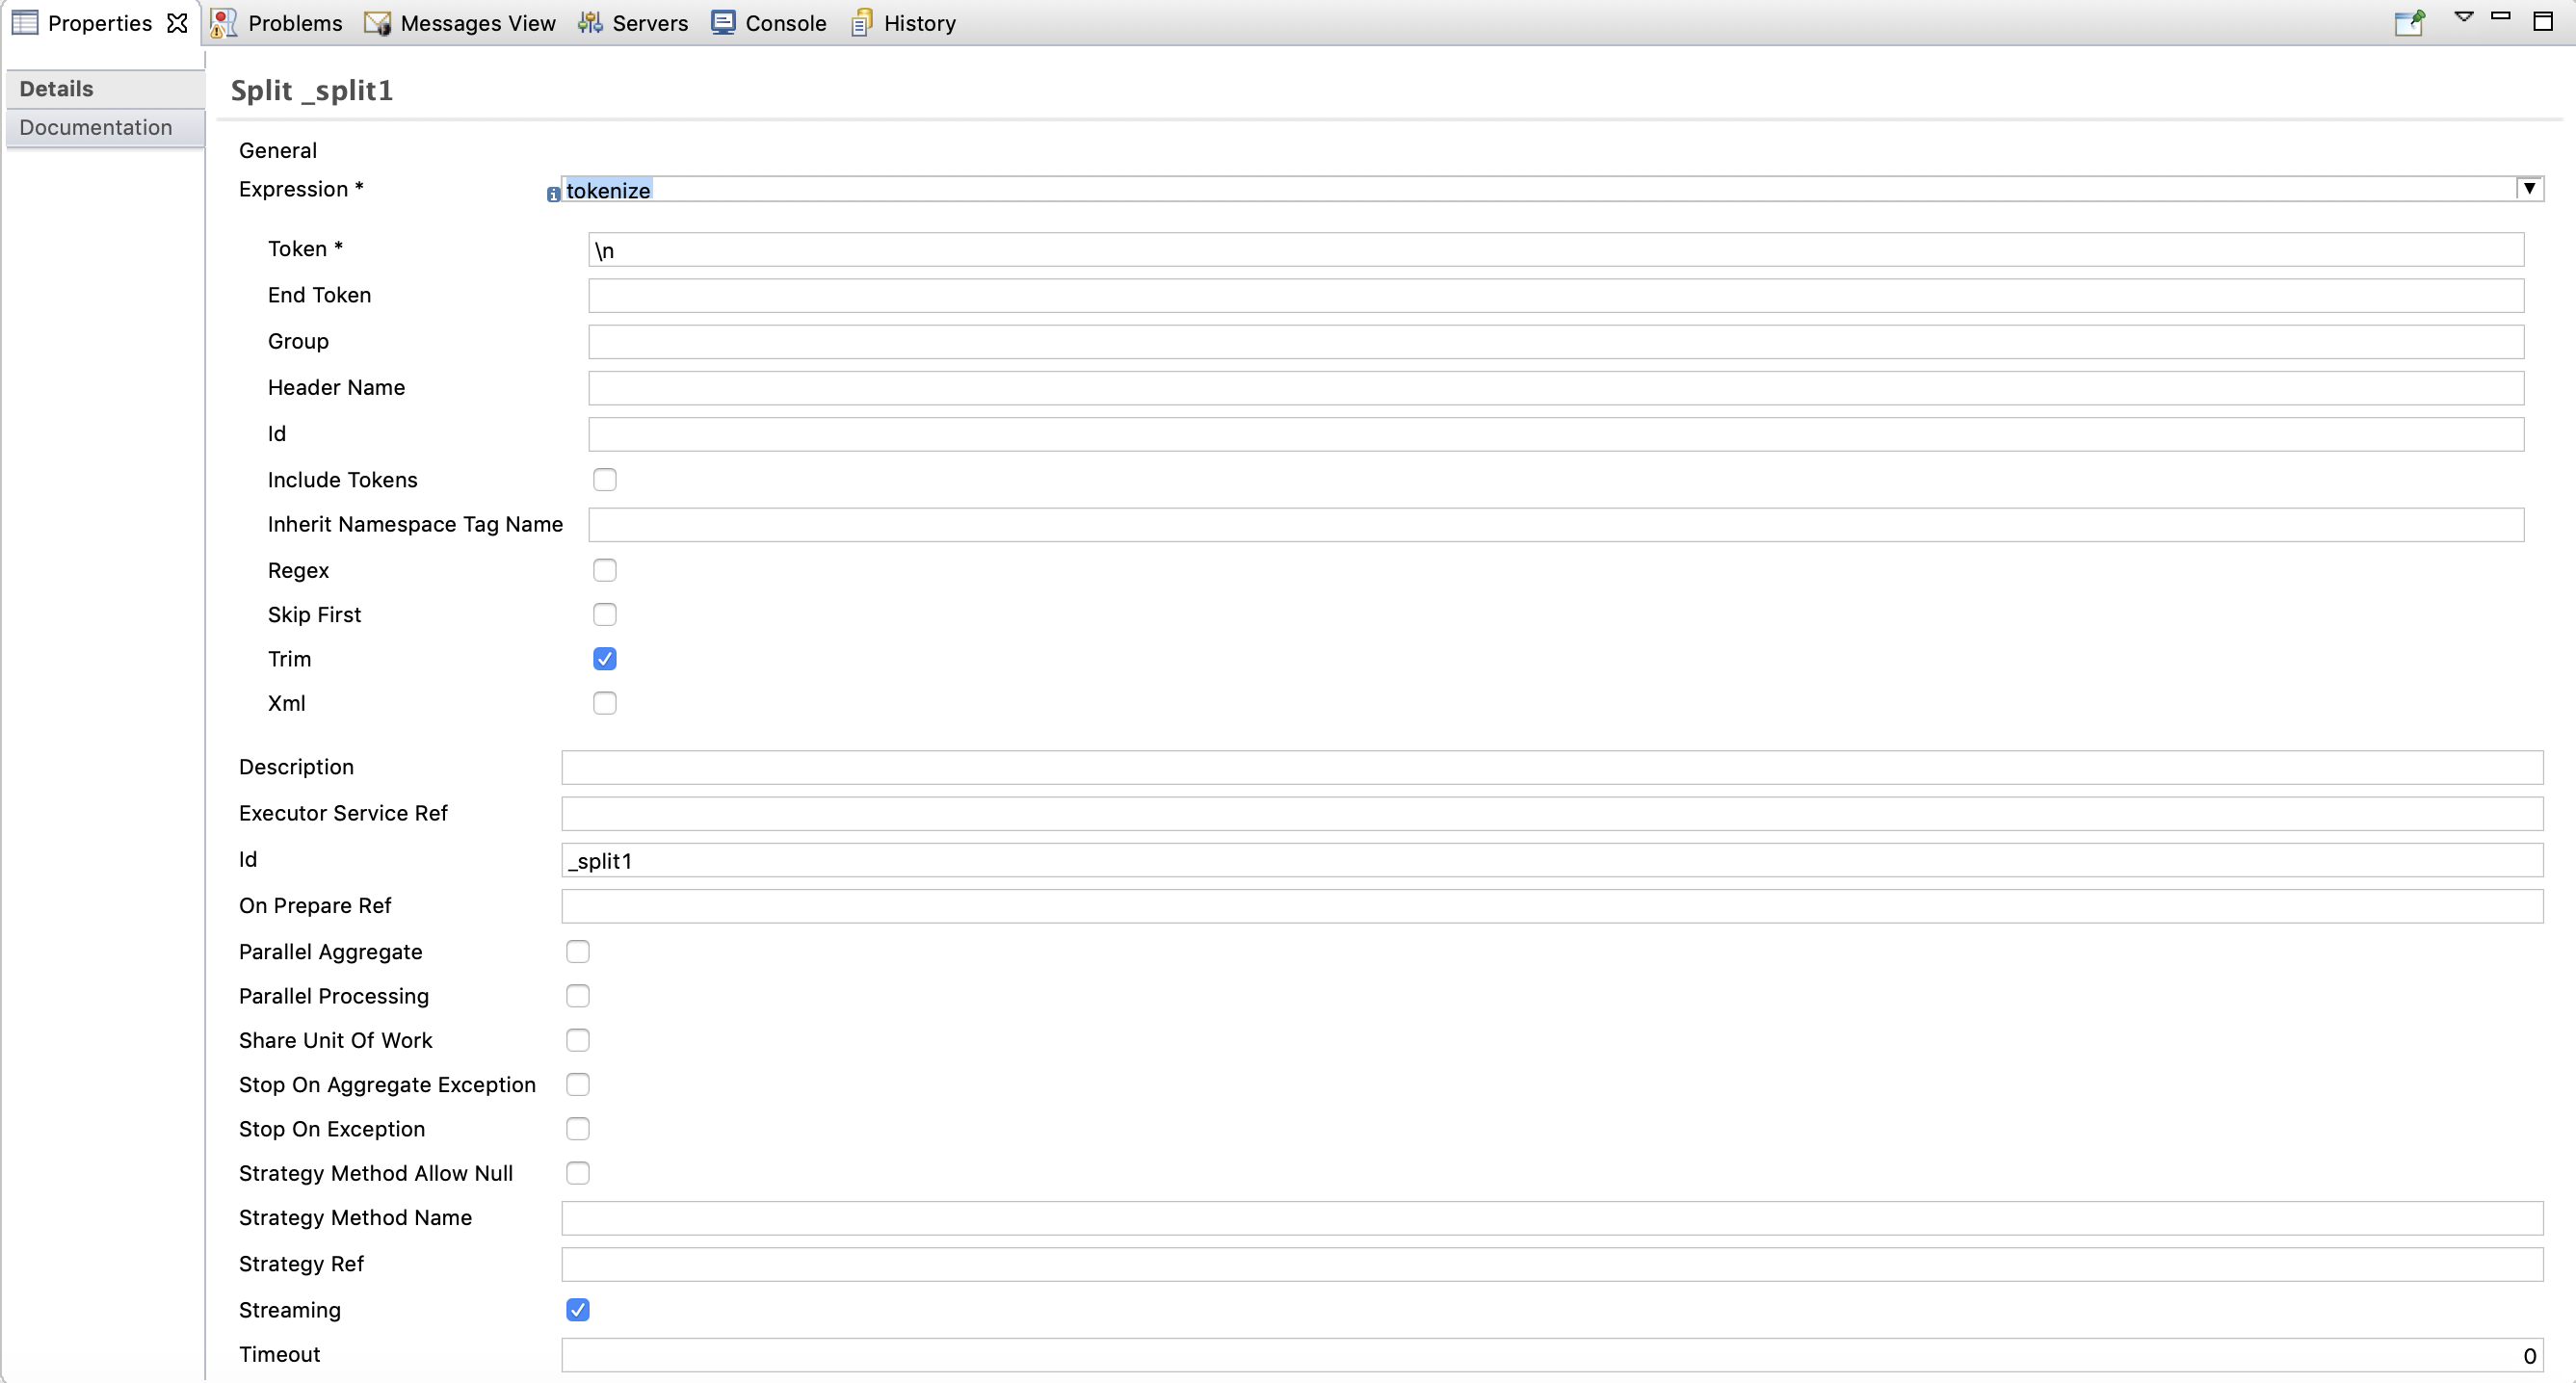 Properties Problems Messages View Servers Console History
Details
Documentation
Split _split1
General
Expression * tokenize
Token * \n
End Token
Group
Header Name
Id
Include Tokens
Inherit Namespace Tag Name
Regex
Skip First
Trim
Xml
Description
Executor Service Ref
Id _split1
On Prepare Ref
Parallel Aggregate
Parallel Processing
Share Unit Of Work
Stop On Aggregate Exception
Stop On Exception
Strategy Method Allow Null
Strategy Method Name
Strategy Ref
Streaming
Timeout 0